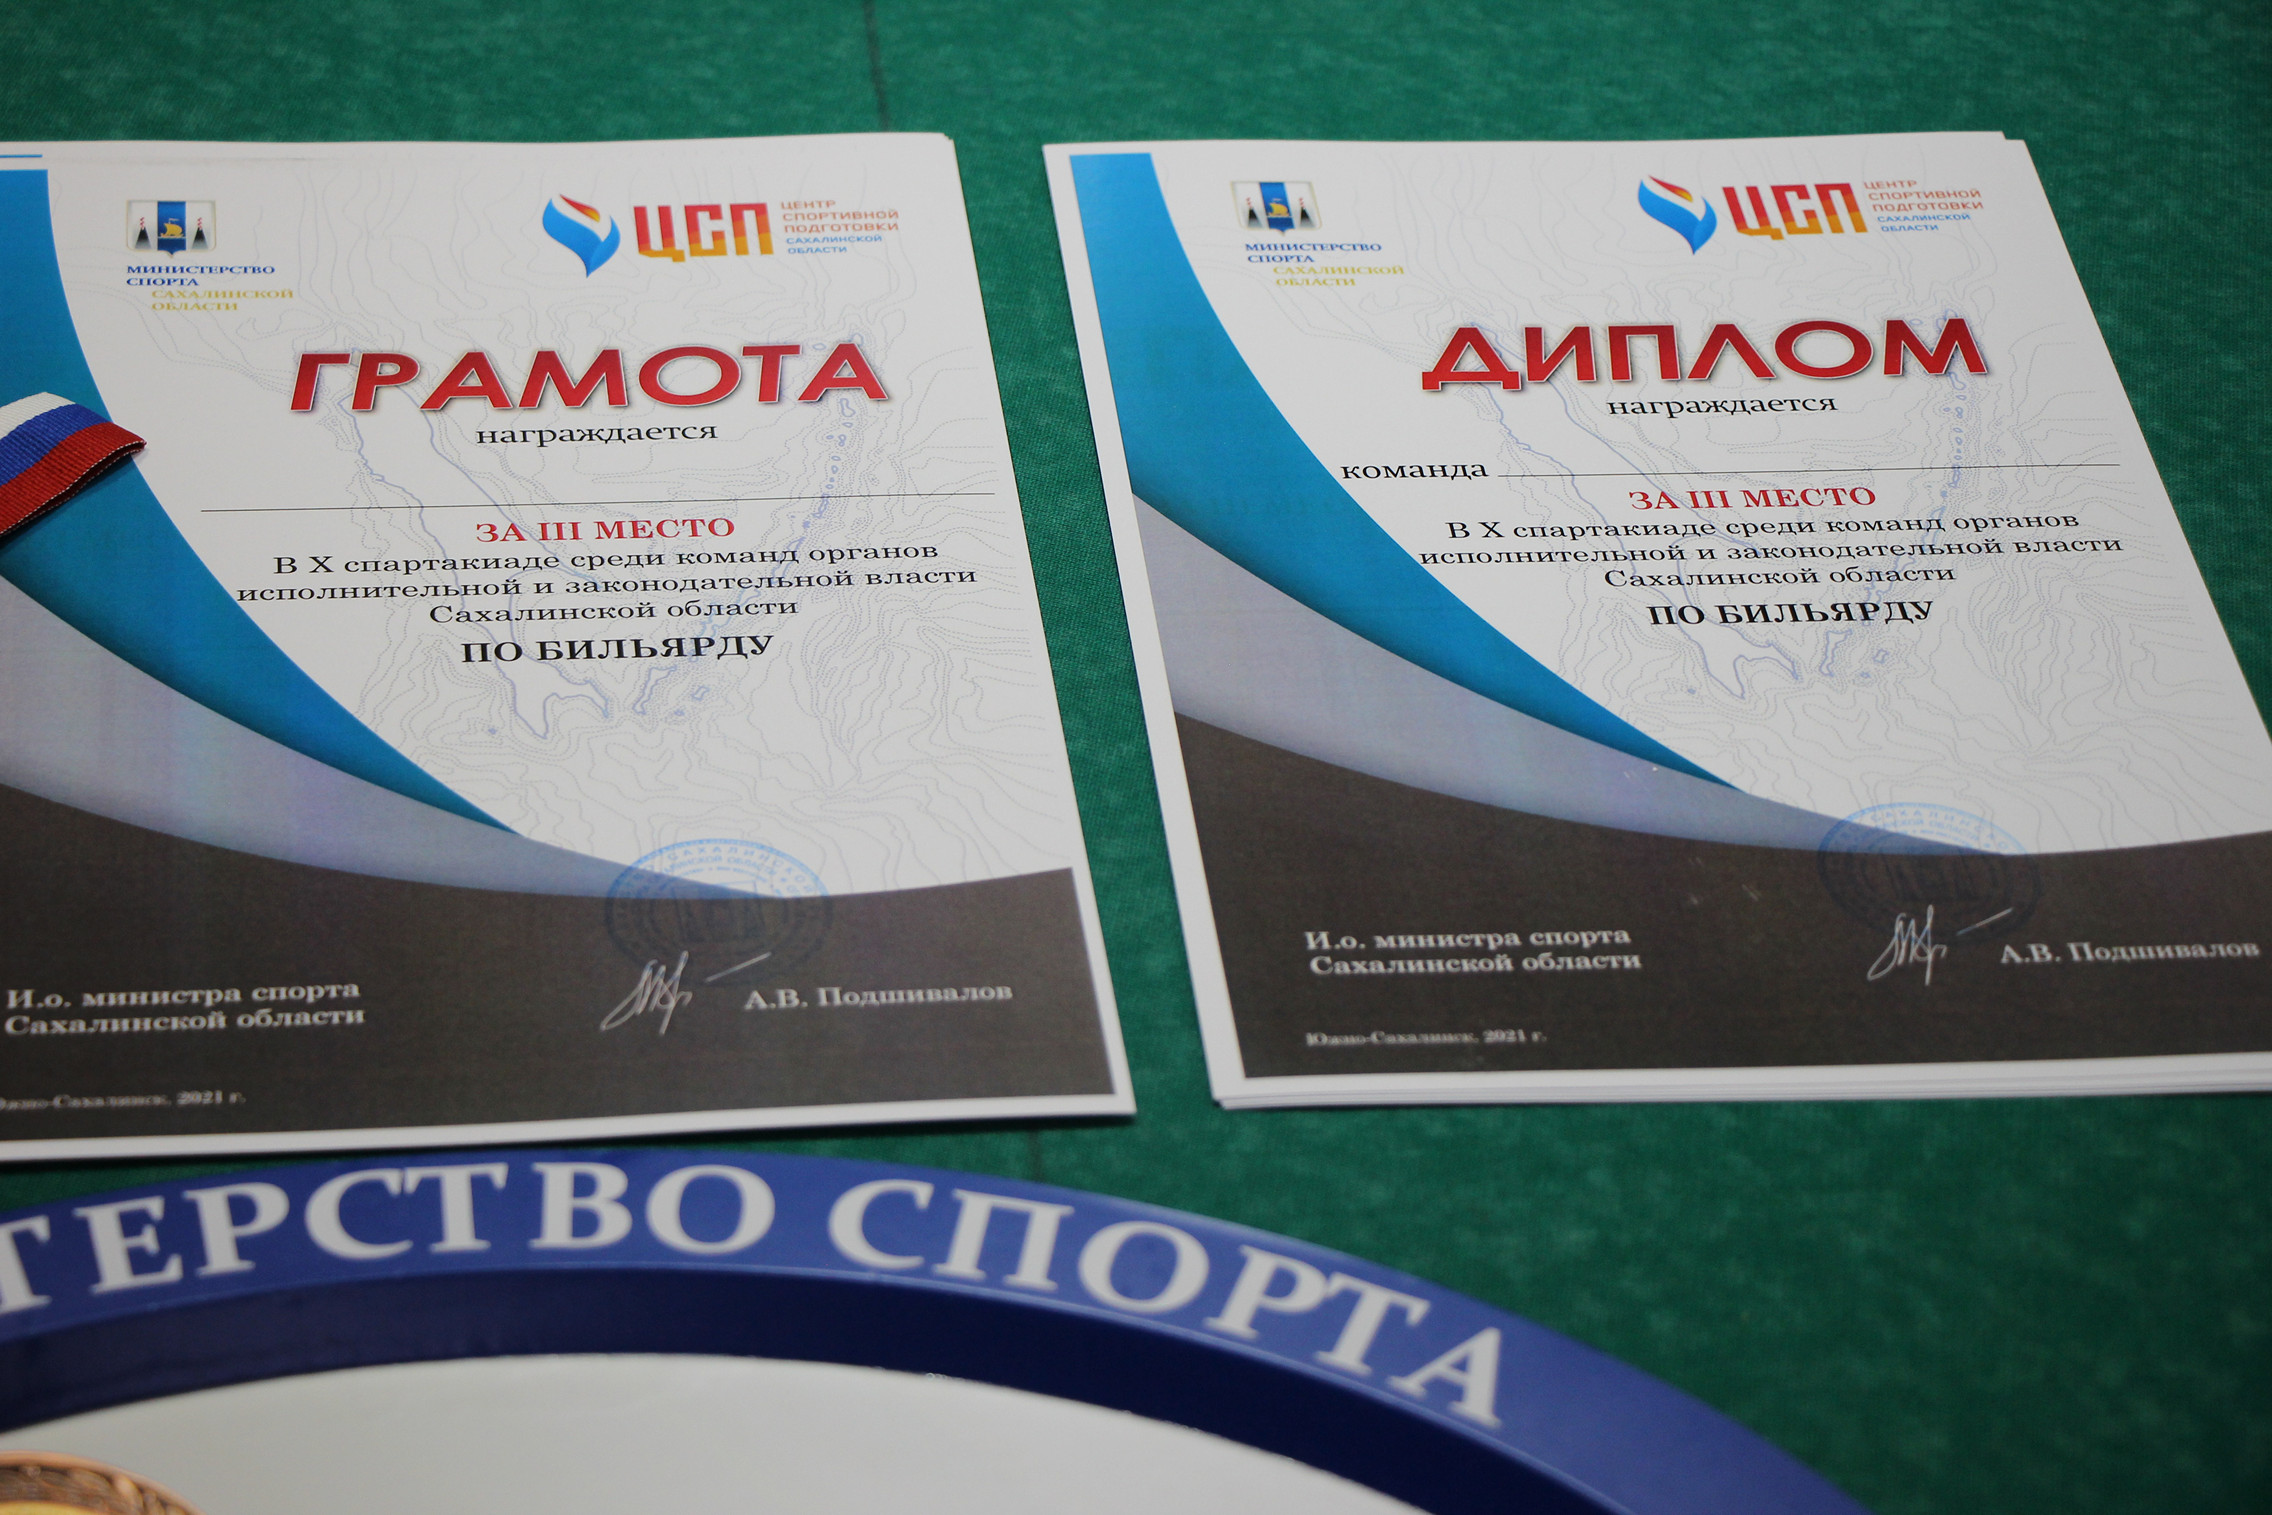 МИНИСТЕРСТВО
СПОРТА
САХАЛИНСКОЙ
ОБЛАСТИ
ЦСП
ЦЕНТР
СПОРТИВНОЙ
ПОДГОТОВКИ
САХАЛИНСКОЙ
ОБЛАСТИ
ГРАМОТА
награждается
ЗА III МЕСТО
В X спартакиаде среди команд органов
исполнительной и законодательной власти
Сахалинской области
ПО БИЛЬЯРДУ
И.о. министра спорта
Сахалинской области
А.В. Подшивалов
Южно-Сахалинск, 2021 г.
МИНИСТЕРСТВО
СПОРТА
САХАЛИНСКОЙ
ОБЛАСТИ
ЦСП
ЦЕНТР
СПОРТИВНОЙ
ПОДГОТОВКИ
САХАЛИНСКОЙ
ОБЛАСТИ
ДИПЛОМ
награждается
команда
ЗА III МЕСТО
В X спартакиаде среди команд органов
исполнительной и законодательной власти
Сахалинской области
ПО БИЛЬЯРДУ
И.о. министра спорта
Сахалинской области
А.В. Подшивалов
Южно-Сахалинск, 2021 г.
ТЕРСТВО СПОРТА